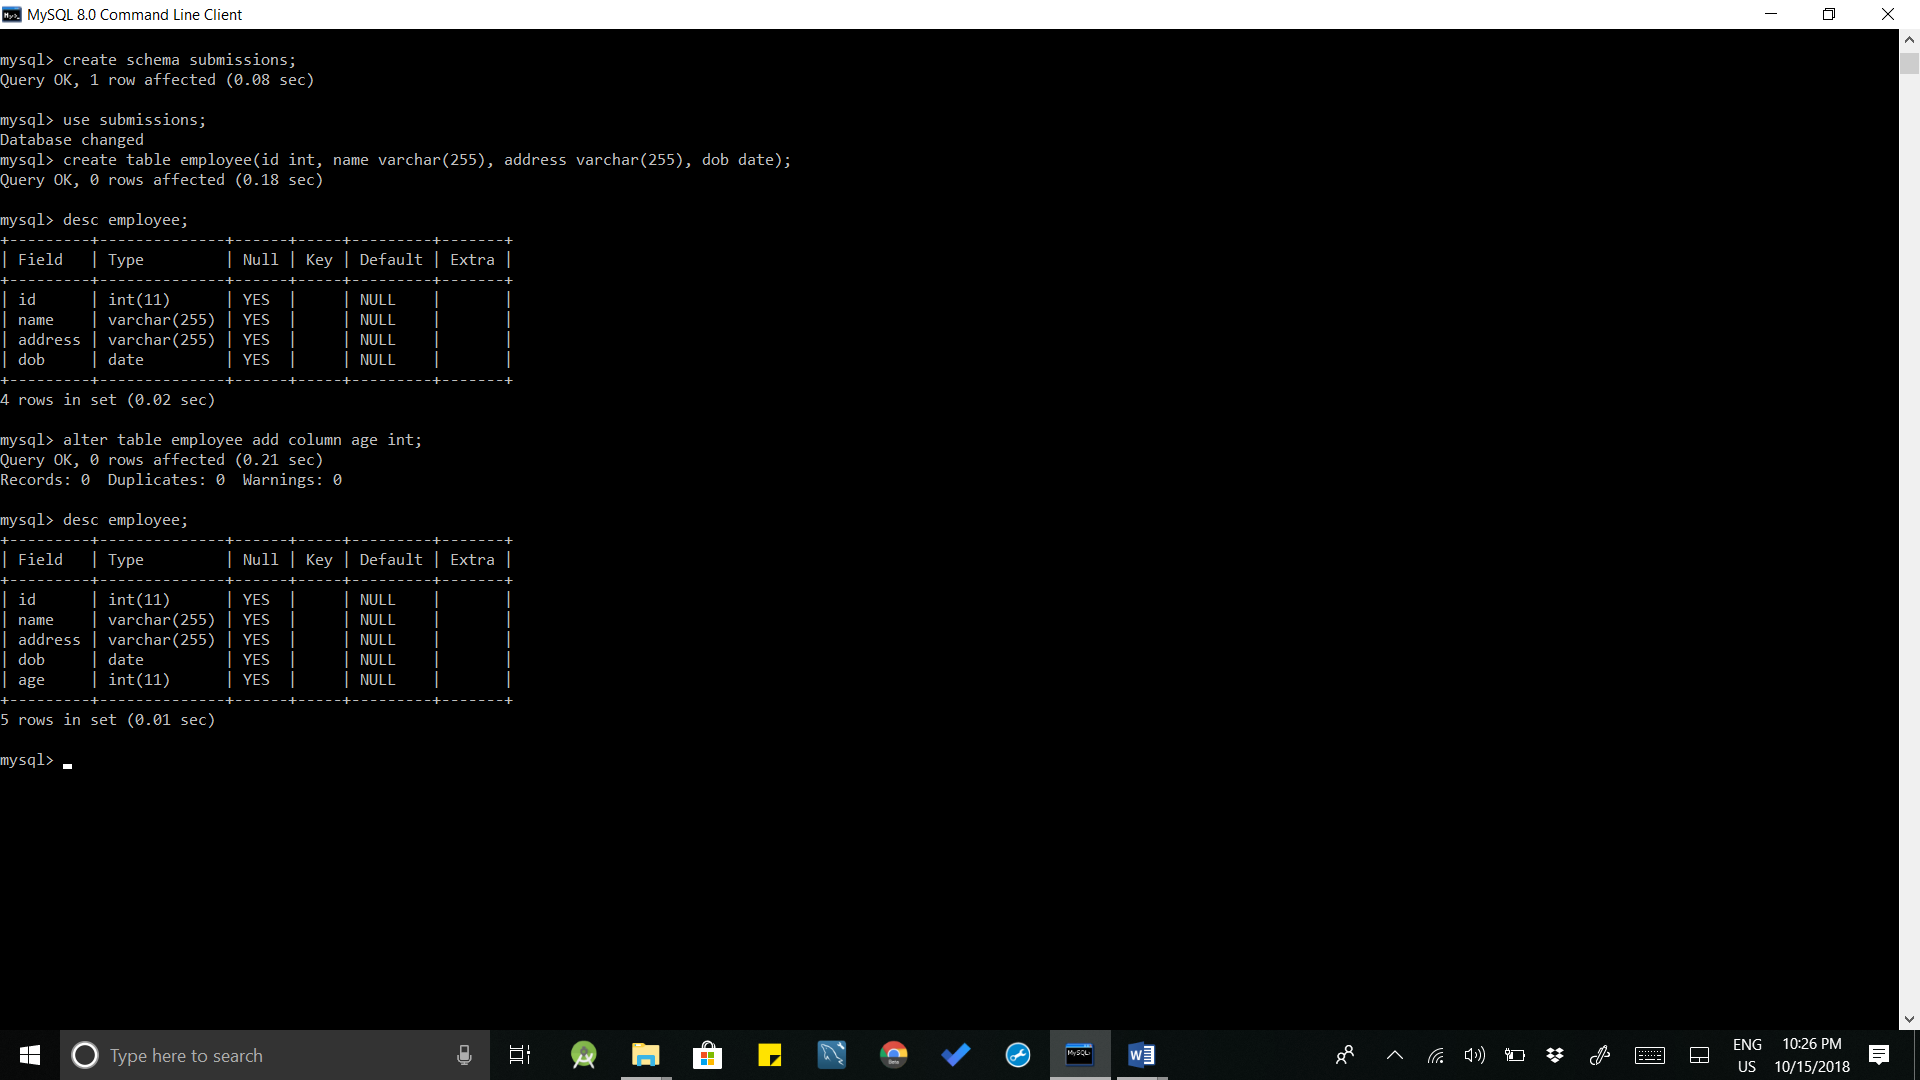 MySQL 8.0 Command Line Client
mysql> create schema submissions;
Query OK, 1 row affected (0.08 sec)
mysql> use submissions;
Database changed
mysql> create table employee(id int, name varchar(255), address varchar(255), dob date);
Query OK, 0 rows affected (0.18 sec)
mysql> desc employee;
+---------+--------------+------+-----+---------+-------+
| Field   | Type         | Null | Key | Default | Extra |
+---------+--------------+------+-----+---------+-------+
| id      | int(11)      | YES  |     | NULL    |       |
| name    | varchar(255) | YES  |     | NULL    |       |
| address | varchar(255) | YES  |     | NULL    |       |
| dob     | date         | YES  |     | NULL    |       |
+---------+--------------+------+-----+---------+-------+
4 rows in set (0.02 sec)
mysql> alter table employee add column age int;
Query OK, 0 rows affected (0.21 sec)
Records: 0  Duplicates: 0  Warnings: 0
mysql> desc employee;
+---------+--------------+------+-----+---------+-------+
| Field   | Type         | Null | Key | Default | Extra |
+---------+--------------+------+-----+---------+-------+
| id      | int(11)      | YES  |     | NULL    |       |
| name    | varchar(255) | YES  |     | NULL    |       |
| address | varchar(255) | YES  |     | NULL    |       |
| dob     | date         | YES  |     | NULL    |       |
| age     | int(11)      | YES  |     | NULL    |       |
+---------+--------------+------+-----+---------+-------+
5 rows in set (0.01 sec)
mysql> _
Type here to search
ENG 10:26 PM
US 10/15/2018